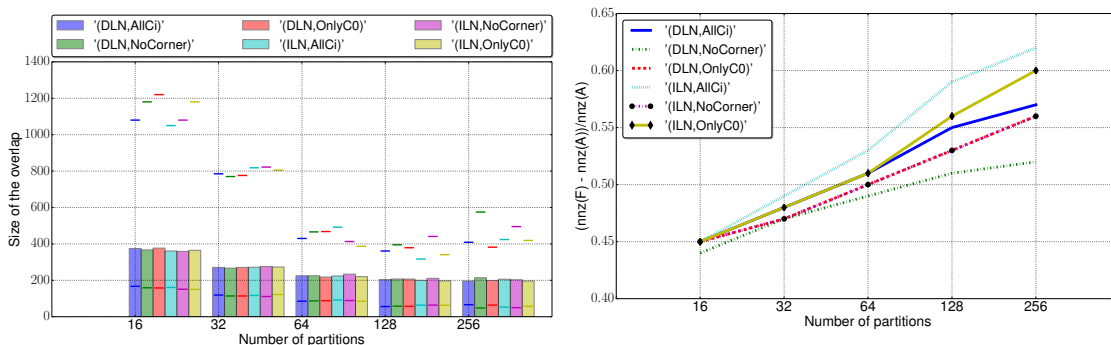 '(DLN,AllCi)'
'(DLN,OnlyC0)'
'(ILN,NoCorner)'
'(DLN,NoCorner)'
'(ILN,AllCi)'
'(ILN,OnlyC0)'
1400
1200
1000
800
600
400
200
0
Size of the overlap
16
32
64
128
256
Number of partitions
0.65
0.60
0.55
0.50
0.45
0.40
(nnz(F) - nnz(A))/nnz(A)
'(DLN,AllCi)'
'(DLN,NoCorner)'
'(DLN,OnlyC0)'
'(ILN,AllCi)'
'(ILN,NoCorner)'
'(ILN,OnlyC0)'
16
32
64
128
256
Number of partitions